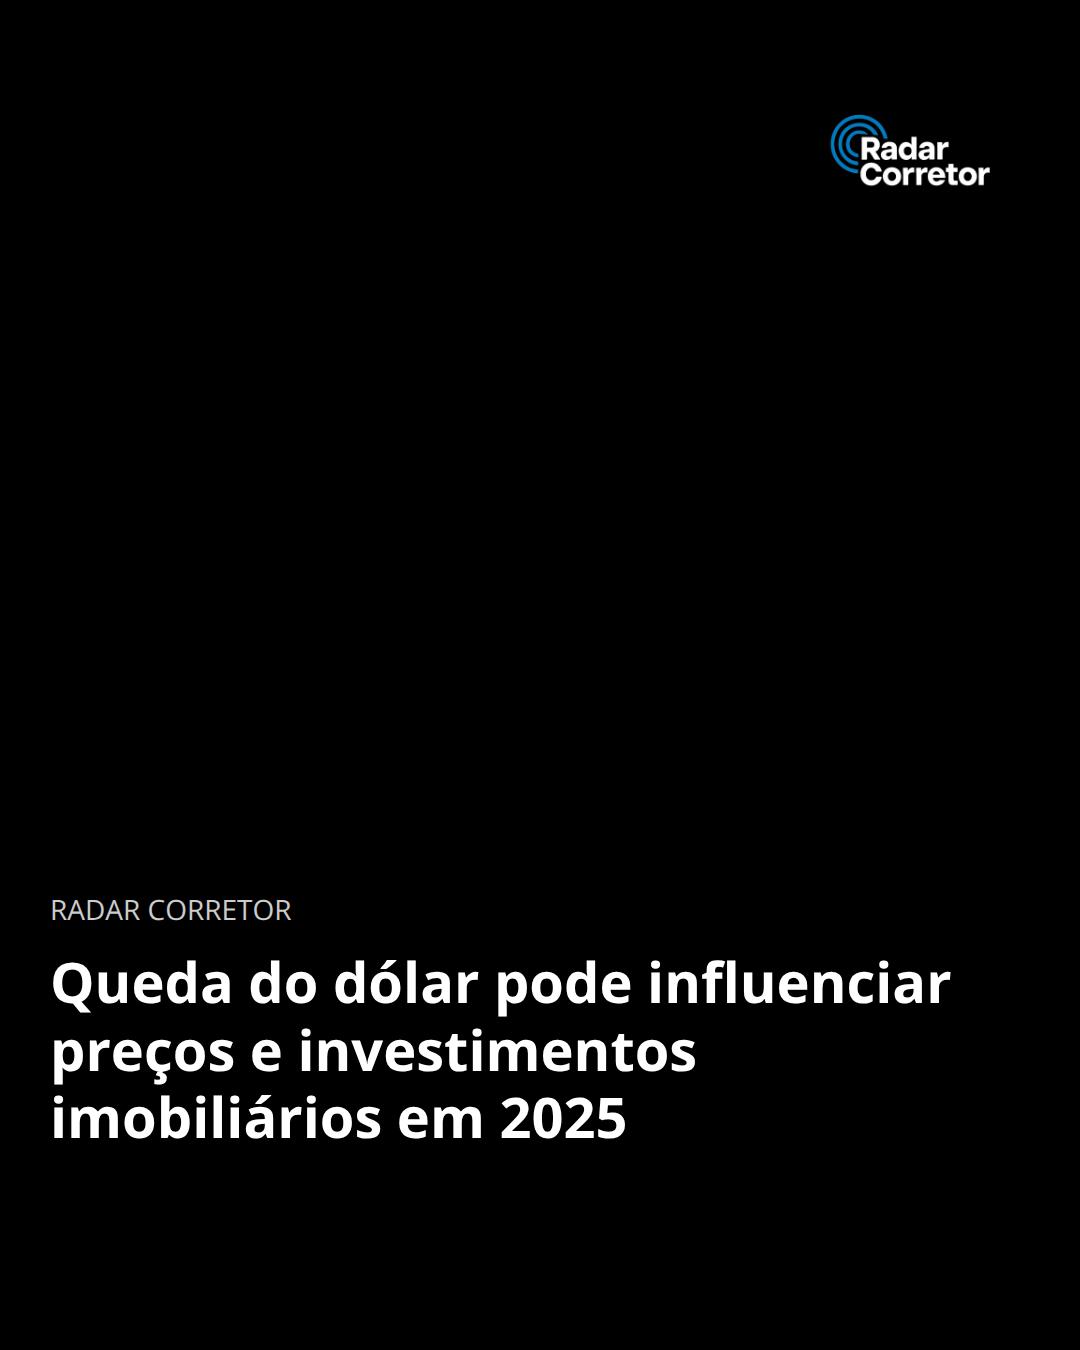 Radar
Corretor
RADAR CORRETOR
Queda do dólar pode influenciar
preços e investimentos
imobiliários em 2025